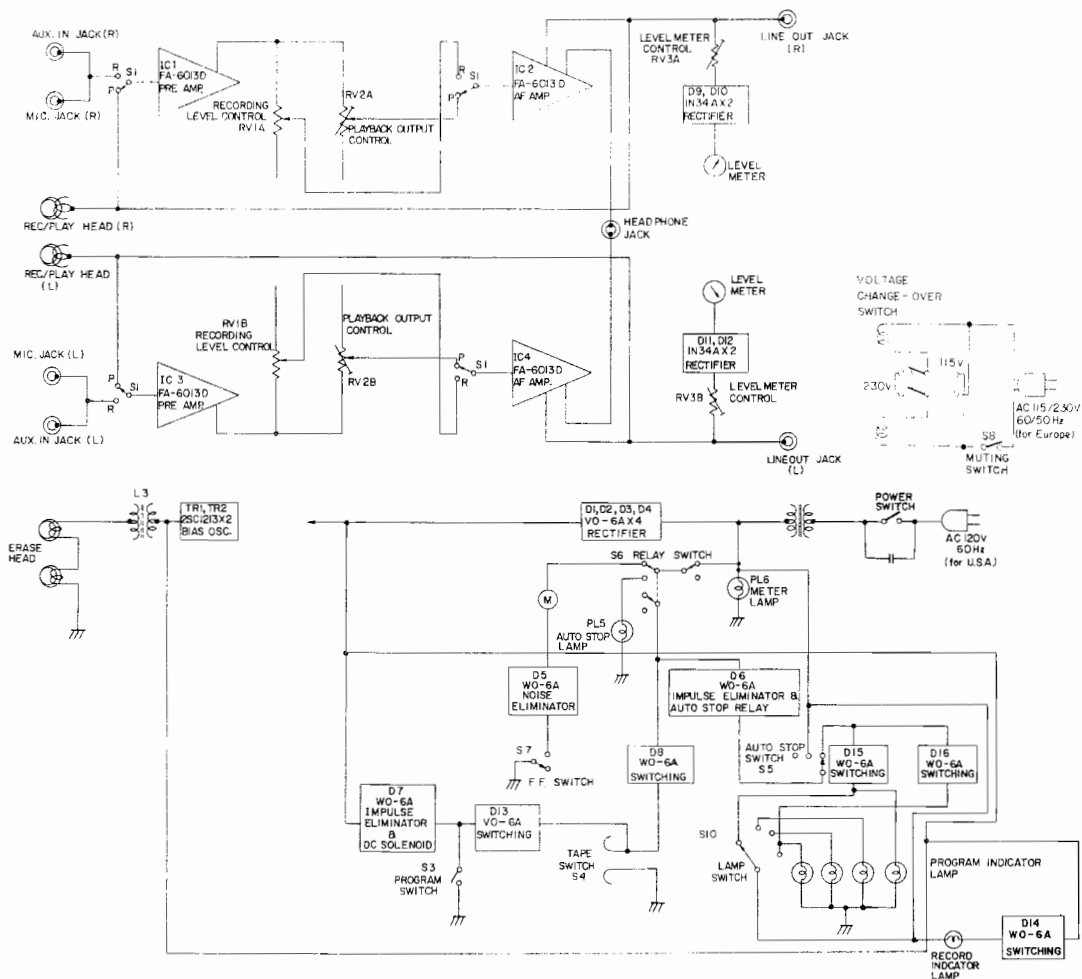 AUX. IN JACK (R)
MIC. JACK (R)
R
P
S1
IC1
FA-6013D
PRE AMP.
RECORDING
LEVEL CONTROL
RV1A
RV2A
PLAYBACK OUTPUT
CONTROL
R
P
S1
IC2
FA-6013D
AF AMP.
LEVEL METER
CONTROL
RV3A
LINE OUT JACK
(R)
D9, D10
IN34AX2
RECTIFIER
LEVEL
METER
REC/PLAY HEAD (R)
HEADPHONE
JACK
REC/PLAY HEAD
(L)
MIC. JACK (L)
AUX. IN JACK (L)
P
R
S1
IC 3
FA-6013D
PRE AMP.
RV1B
RECORDING
LEVEL CONTROL
PLAYBACK OUTPUT
CONTROL
RV2B
P
R
S1
IC4
FA-6013D
AF AMP.
LEVEL
METER
D11, D12
IN34AX2
RECTIFIER
RV3B
LEVEL METER
CONTROL
LINEOUT JACK
(L)
VOLTAGE
CHANGE-OVER
SWITCH
230V
115V
AC 115/230V
60/50Hz
(for Europe)
S8
MUTING
SWITCH
L3
TR1, TR2
2SC1213X2
BIAS OSC.
ERASE
HEAD
D1, D2, D3, D4
VO-6AX4
RECTIFIER
POWER
SWITCH
AC 120V
60Hz
(for U.S.A)
S6 RELAY SWITCH
M
PL5
AUTO STOP
LAMP
PL6
METER
LAMP
D5
WO-6A
NOISE
ELIMINATOR
D6
WO-6A
IMPULSE ELIMINATOR &
AUTO STOP RELAY
S7
F.F. SWITCH
D8
WO-6A
SWITCHING
AUTO STOP
SWITCH
S5
D15
WO-6A
SWITCHING
D16
WO-6A
SWITCHING
D7
WO-6A
IMPULSE
ELIMINATOR
&
DC SOLENOID
D13
VO-6A
SWITCHING
S3
PROGRAM
SWITCH
TAPE
SWITCH
S4
S10
LAMP
SWITCH
PROGRAM INDICATOR
LAMP
D14
WO-6A
SWITCHING
RECORD
INDCATOR
LAMP